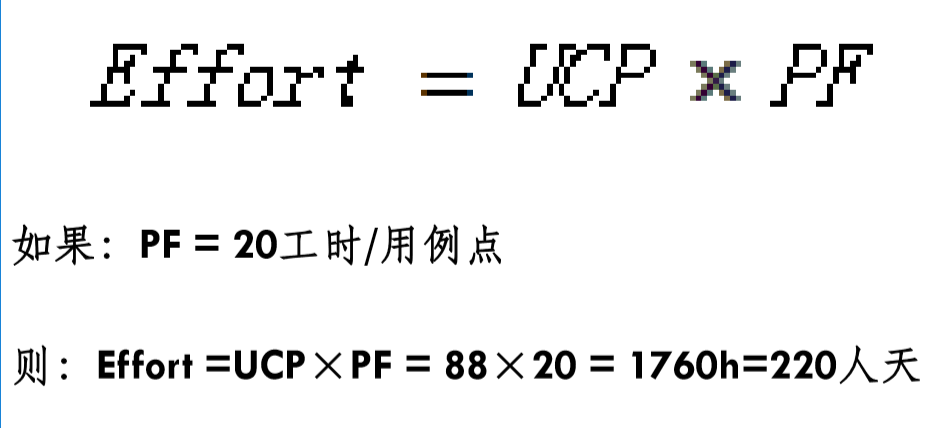 Effort = UCP × PF
如果：PF = 20工时/用例点
则：Effort =UCP×PF = 88×20 = 1760h=220人天